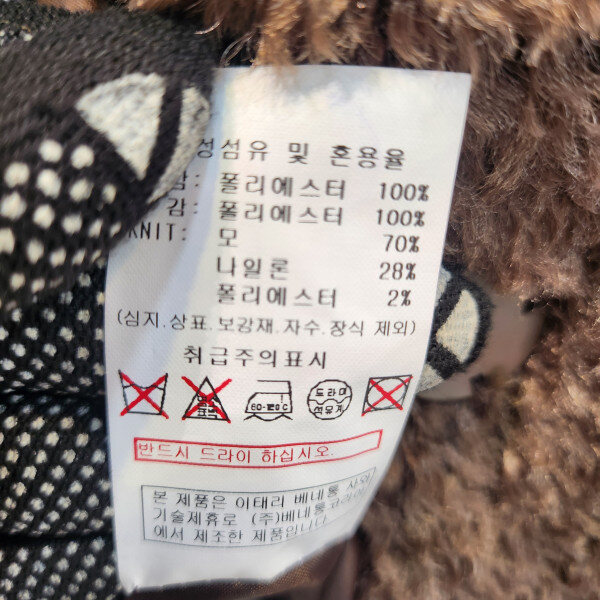 성섬유 및 혼용율
감: 폴리에스터 100%
감: 폴리에스터 100%
KNIT: 모 70%
나일론 28%
폴리에스터 2%
(심지.상표.보강재.자수.장식 제외)
취급주의표시
드라이
석유계
반드시 드라이 하십시오.
본 제품은 이태리 베네통 사와
기술제휴로 (주)베네통코리아
에서 제조한 제품입니다.